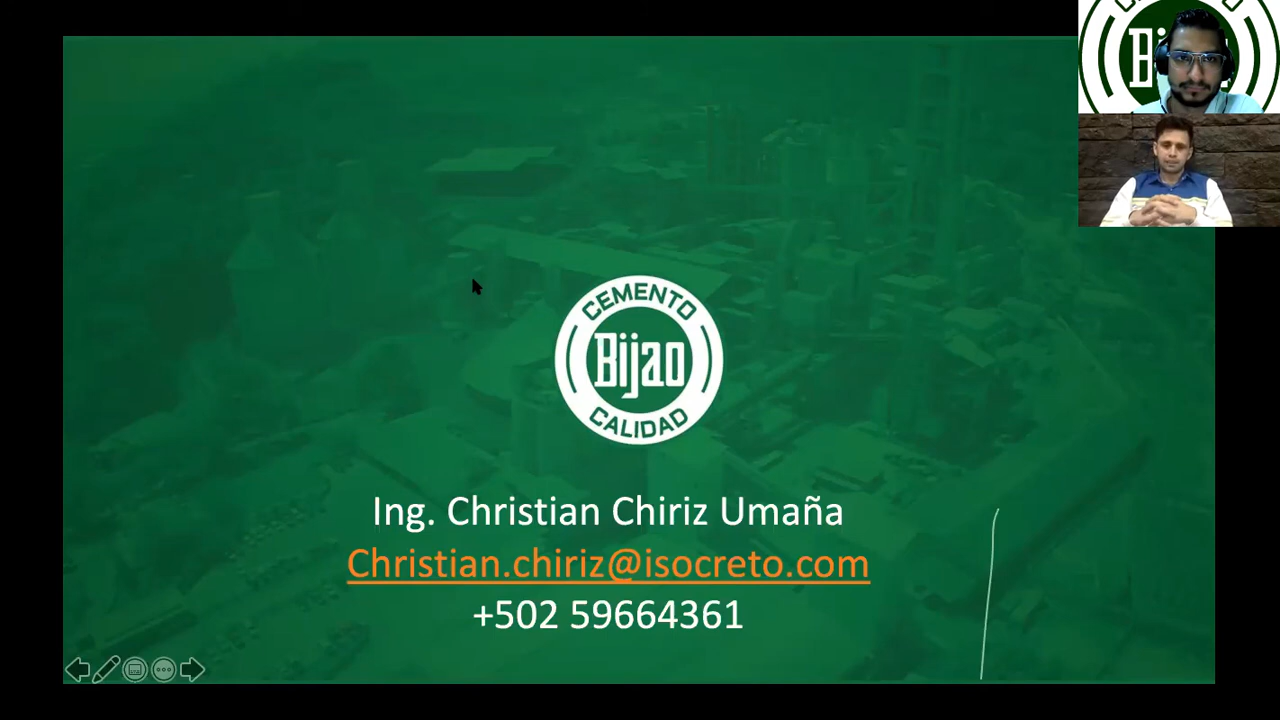 CEMENTO
Bijao
CALIDAD
Ing. Christian Chiriz Umaña
Christian.chiriz@isocreto.com
+502 59664361